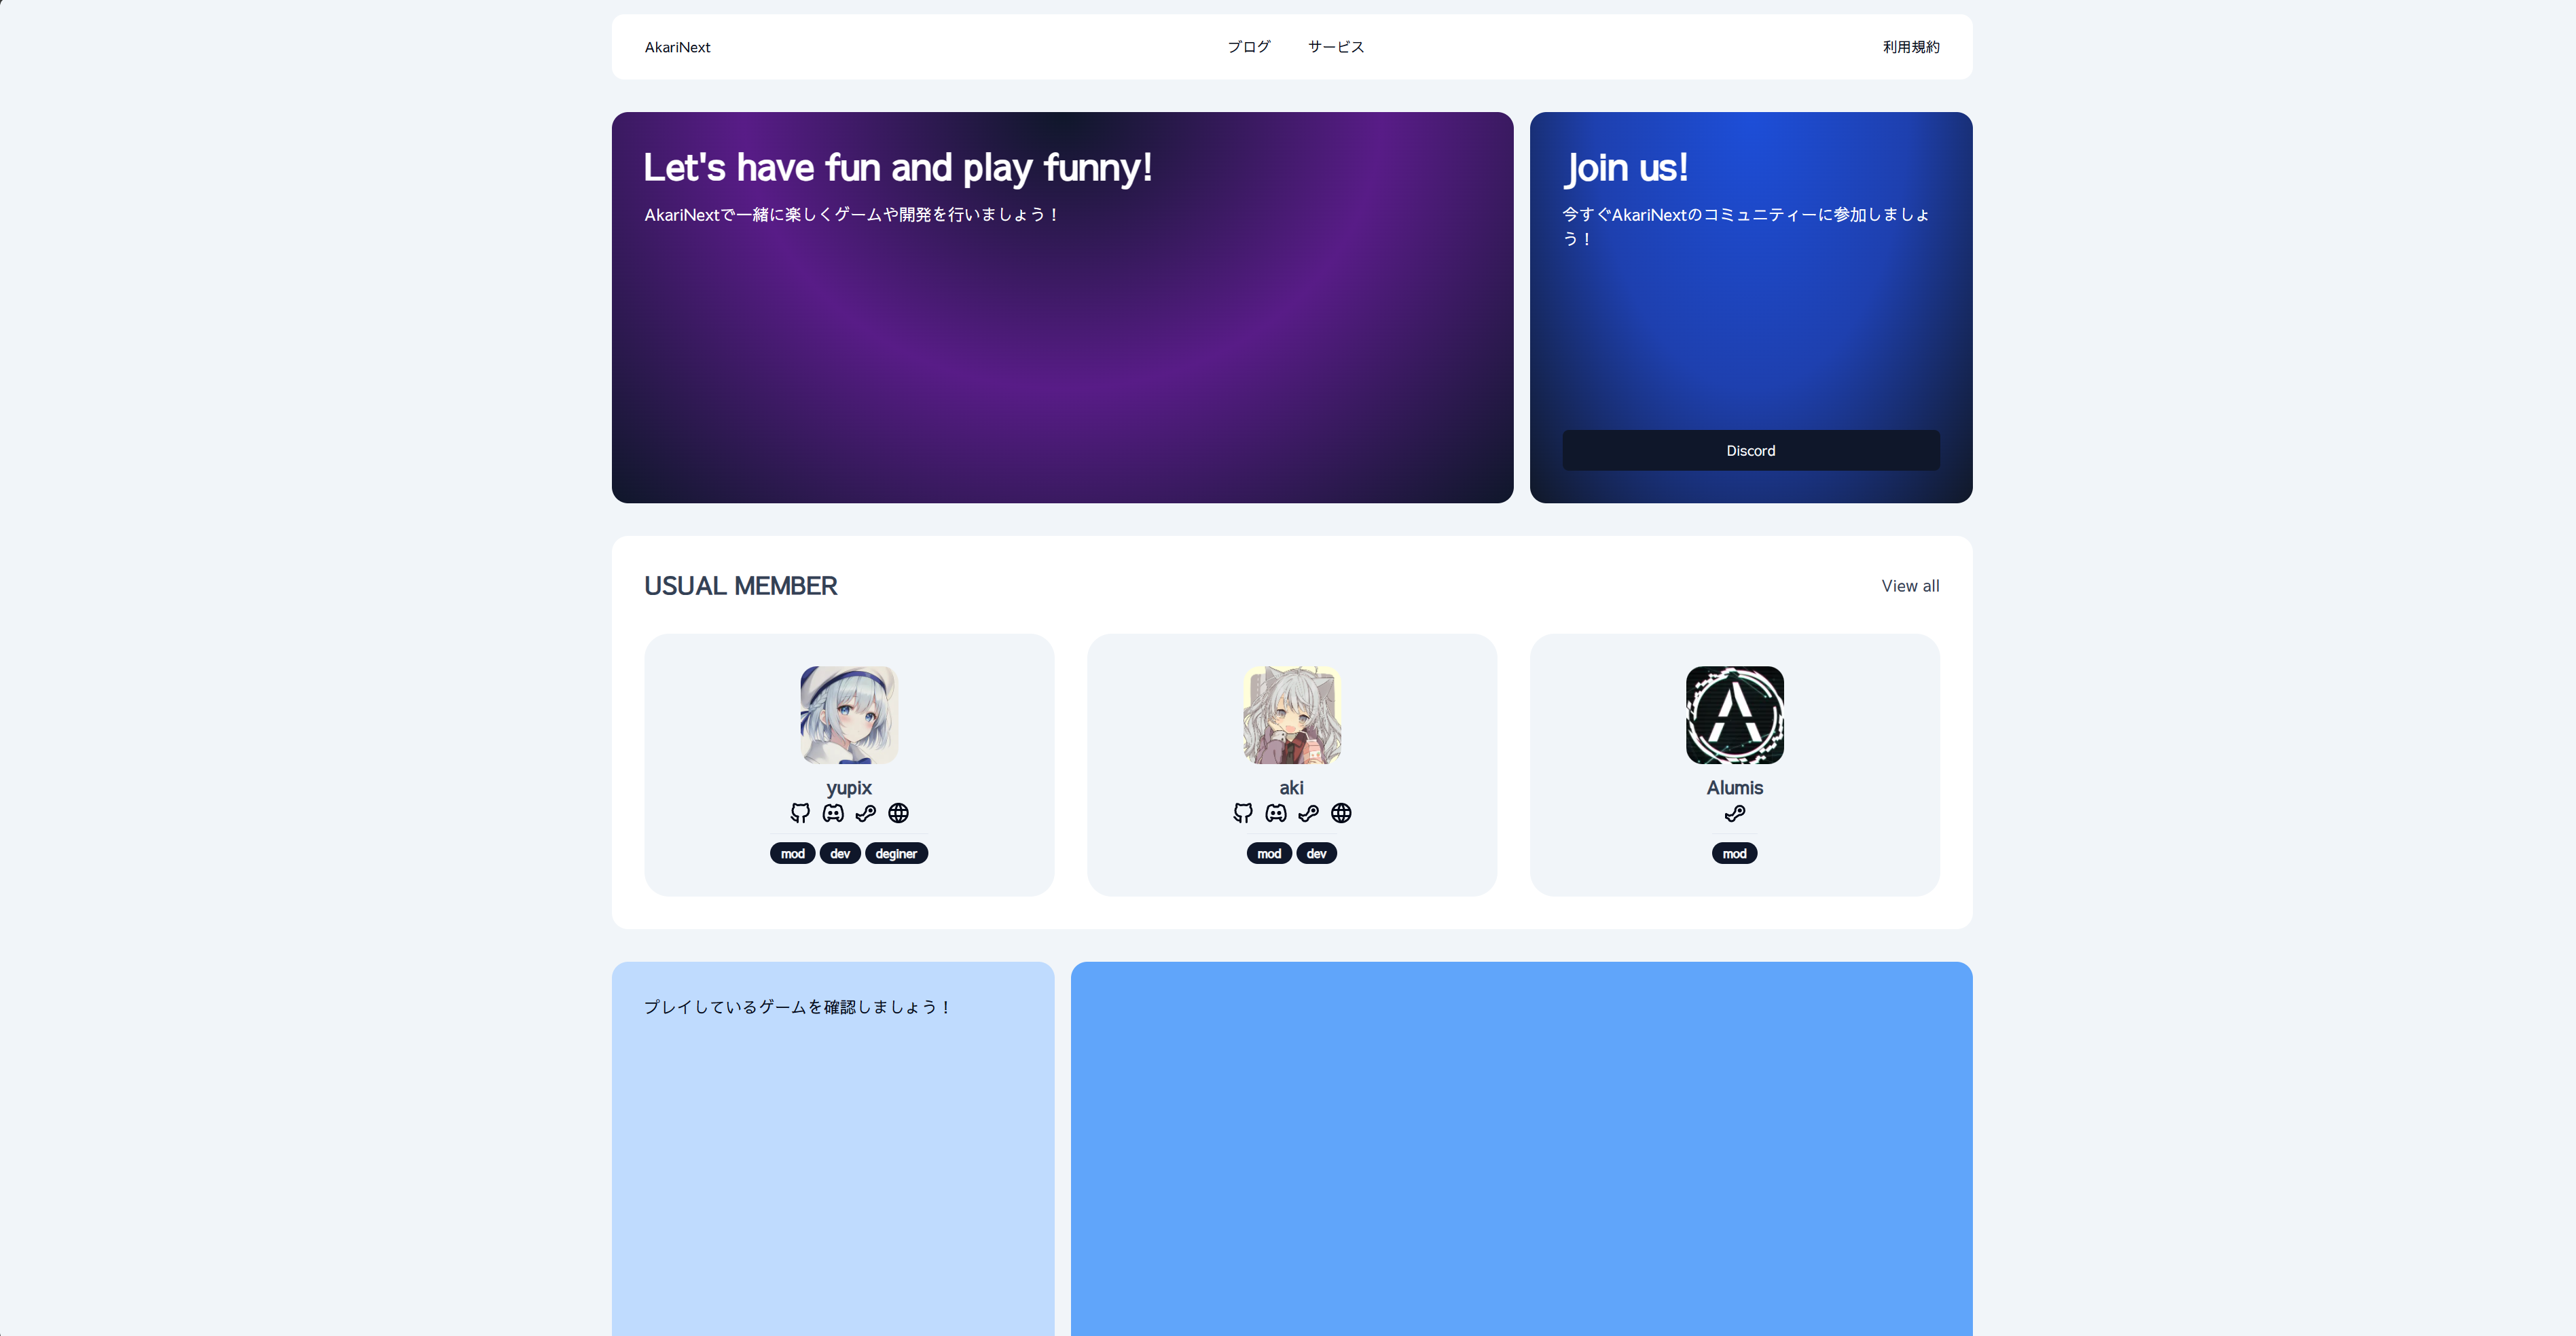 AkariNext
ブログ
サービス
利用規約
Let's have fun and play funny!
AkariNextで一緒に楽しくゲームや開発を行いましょう！
Join us!
今すぐAkariNextのコミュニティーに参加しましょ
う！
Discord
USUAL MEMBER
View all
yupix
mod dev deginer
aki
mod dev
Alumis
mod
プレイしているゲームを確認しましょう！